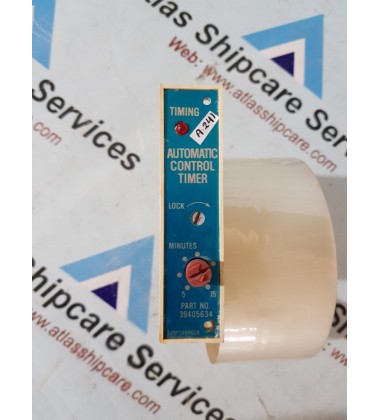 Atlas Shipcare
Web: www.atlasshipcare.com
Services
TIMING
A-241
AUTOMATIC
CONTROL
TIMER
LOCK
MINUTES
5 15
PART NO.
39405634
Shipcare Services
www.atlasshipcare.com
Services